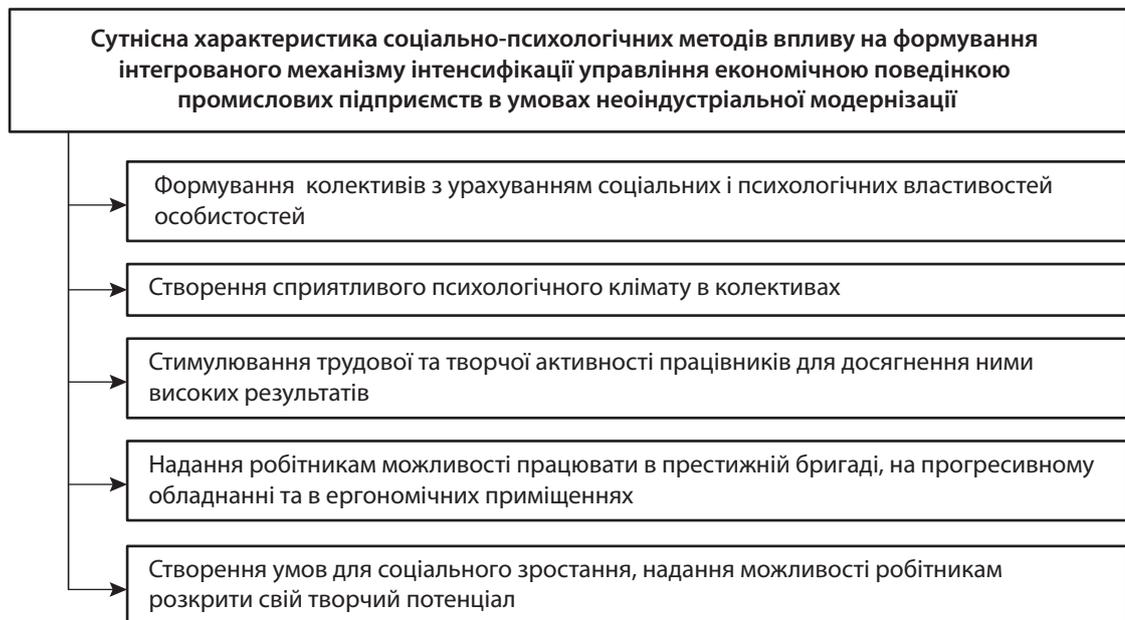 Сутнісна характеристика соціально-психологічних методів впливу на формування
інтегрованого механізму інтенсифікації управління економічною поведінкою
промислових підприємств в умовах неоіндустріальної модернізації
Формування колективів з урахуванням соціальних і психологічних властивостей
особистостей
Створення сприятливого психологічного клімату в колективах
Стимулювання трудової та творчої активності працівників для досягнення ними
високих результатів
Надання робітникам можливості працювати в престижній бригаді, на прогресивному
обладнанні та в ергономічних приміщеннях
Створення умов для соціального зростання, надання можливості робітникам
розкрити свій творчий потенціал